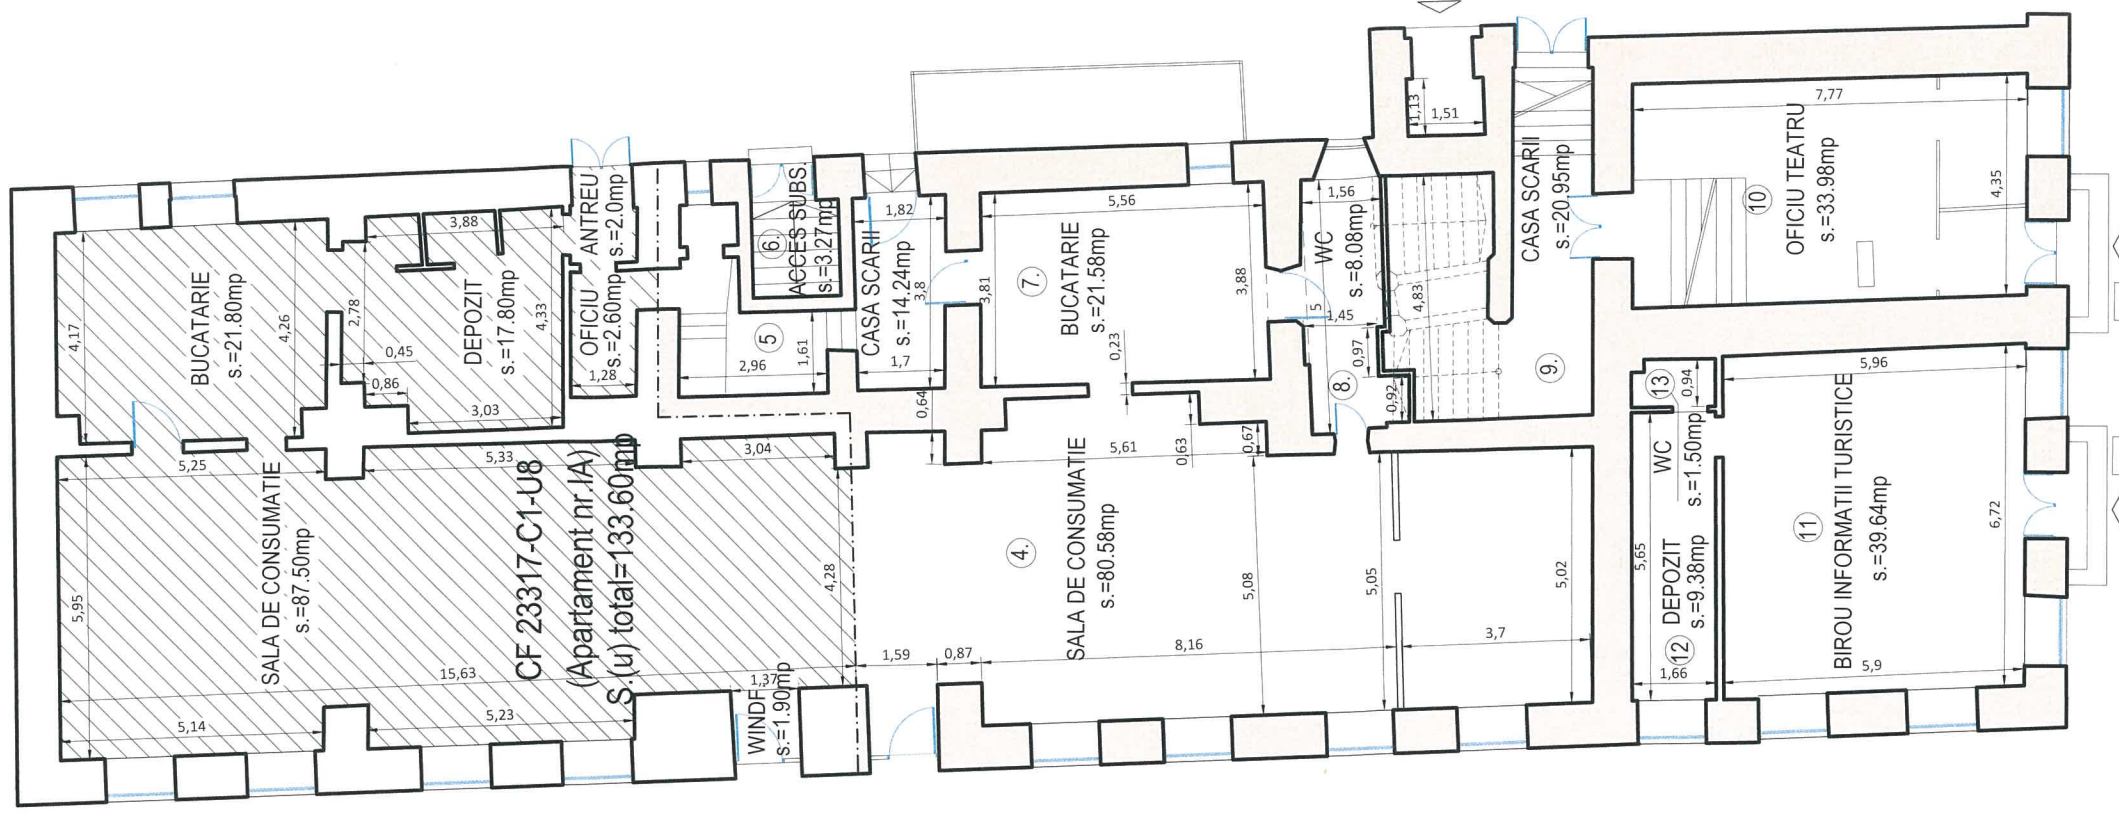 BUCATARIE
s.=21.80mp
4,17
4,26
2,78
0,45
0,86
3,88
DEPOZIT
s.=17.80mp
4,33
3,03
ANTREU
s.=2.0mp
OFICIU
s.=2.60mp
1,28
5
2,96
1,61
6.
ACCES SUBS.
s.=3.27mp
CASA SCARII
s.=14.24mp
1,82
3,8
1,7
0,64
7.
BUCATARIE
s.=21.58mp
5,56
3,81
3,88
0,23
WC
s.=8.08mp
1,56
5
1,45
0,97
0,92
8.
4,83
1,13
1,51
CASA SCARII
s.=20.95mp
9.
10
OFICIU TEATRU
s.=33.98mp
7,77
4,35
SALA DE CONSUMATIE
s.=87.50mp
5,25
5,33
3,04
5,95
15,63
5,14
5,23
4,28
CF 23317-C1-U8
(Apartament nr.IA)
S.(u) total=133.60mp
WINDF.
s.=1.90mp
1,37
1,59
0,87
8,16
4.
SALA DE CONSUMATIE
s.=80.58mp
5,61
0,63
0,67
5,08
5,05
5,02
3,7
13
WC
s.=1.50mp
0,94
12
DEPOZIT
s.=9.38mp
5,65
1,66
11
BIROU INFORMATII TURISTICE
s.=39.64mp
5,96
6,72
5,9